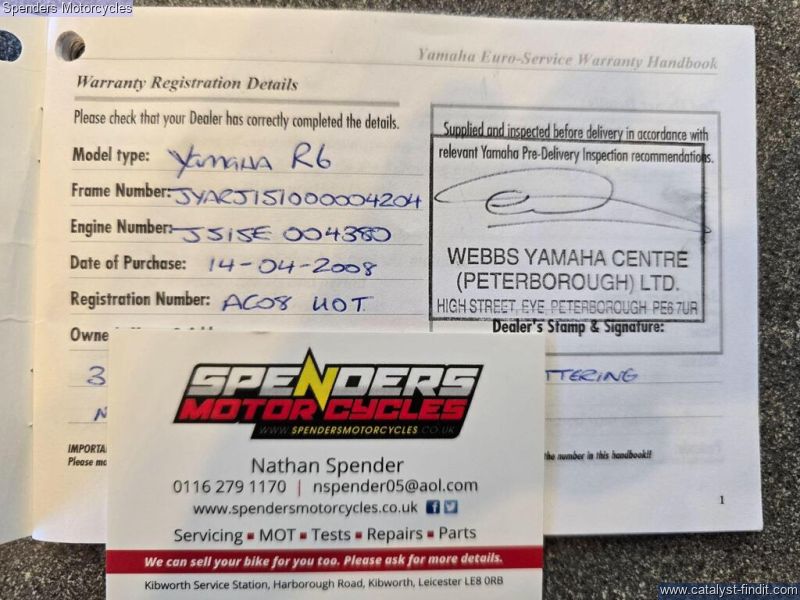 Spenders Motorcycles
Yamaha Euro-Service Warranty Handbook
Warranty Registration Details
Please check that your Dealer has correctly completed the details.
Model type: Yamaha R6
Frame Number: JYARJ151000004204
Engine Number: J515E 004380
Date of Purchase: 14-04-2008
Registration Number: AC08 UOT
Supplied and inspected before delivery in accordance with
relevant Yamaha Pre-Delivery Inspection recommendations.
WEBBS YAMAHA CENTRE
(PETERBOROUGH) LTD.
HIGH STREET, EYE, PETERBOROUGH PE6 7UR
Dealer's Stamp & Signature:
Owne
3
TTERING
N
IMPORTA
Please
the number in this handbook!!
1
SPENDERS
MOTOR CYCLES
WWW.SPENDERSMOTORCYCLES.CO.UK
Nathan Spender
0116 279 1170 | nspender05@aol.com
www.spendersmotorcycles.co.uk
Servicing ▪ MOT ▪ Tests ▪ Repairs ▪ Parts
We can sell your bike for you too. Please ask for more details.
Kibworth Service Station, Harborough Road, Kibworth, Leicester LE8 0RB
www.catalyst-findit.com